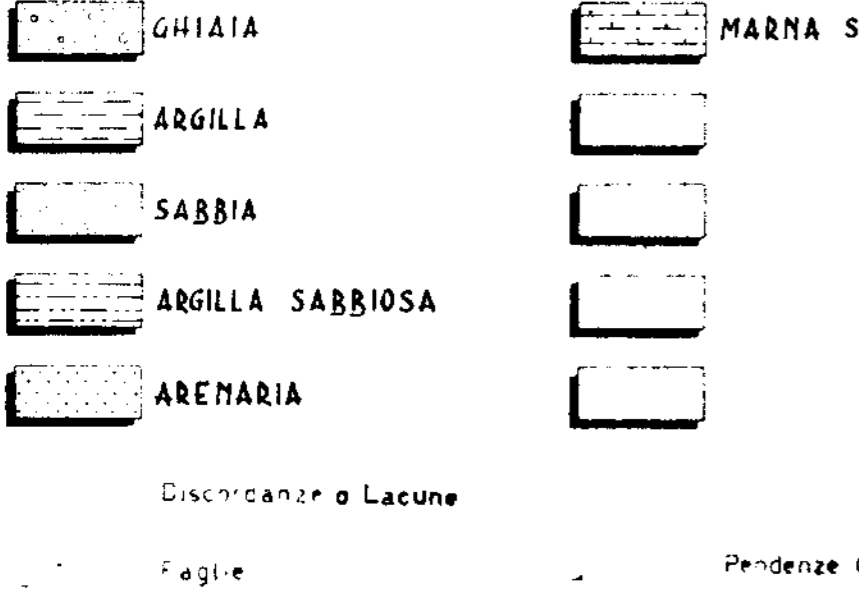 GHIAIA
MARNA S
ARGILLA
SABBIA
ARGILLA SABBIOSA
ARENARIA
Discordanze o Lacune
Faglie
Pendenze